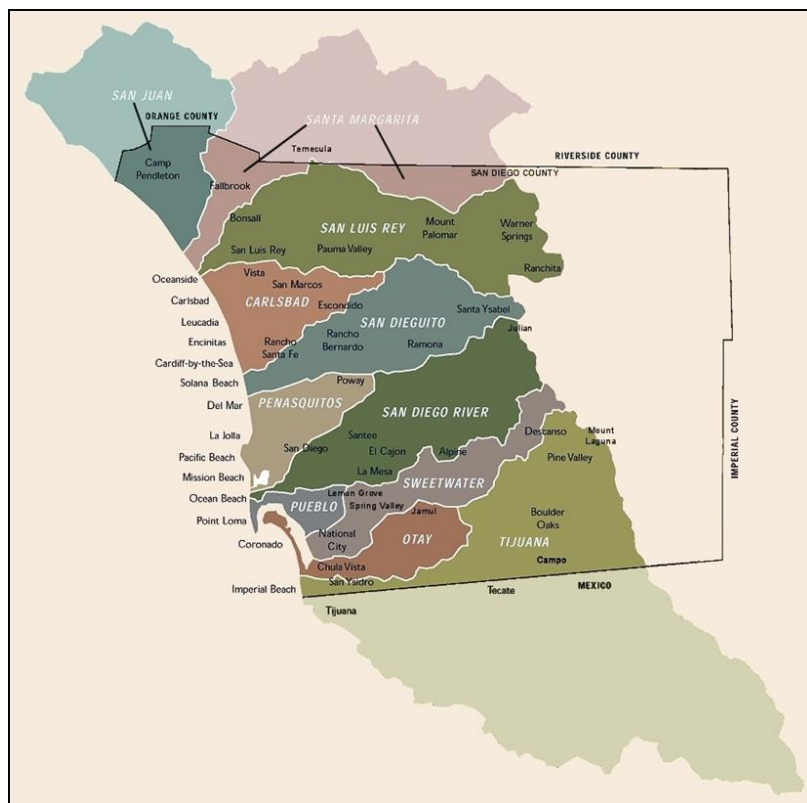 SAN JUAN
ORANGE COUNTY
SANTA MARGARITA
Temecula
RIVERSIDE COUNTY
Camp
Pendleton
SAN DIEGO COUNTY
Fallbrook
Bonsall
SAN LUIS REY
Mount
Palomar
Warner
Springs
San Luis Rey
Pauma Valley
Ranchita
Oceanside
Vista
San Marcos
Carlsbad
CARLSBAD
Escondido
Santa Ysabel
Leucadia
SAN DIEGUITO
Julian
Encinitas
Rancho
Santa Fe
Rancho
Bernardo
Ramona
Cardiff-by-the-Sea
Solana Beach
Poway
Del Mar
PENASQUITOS
SAN DIEGO RIVER
IMPERIAL COUNTY
La Jolla
San Diego
Santee
El Cajon
Alpine
Descanso
Mount
Laguna
Pacific Beach
Pine Valley
Mission Beach
La Mesa
SWEETWATER
Ocean Beach
Lemon Grove
PUEBLO
Spring Valley
Jamul
Boulder
Oaks
Point Loma
National
City
OTAY
TIJUANA
Coronado
Chula Vista
Campo
Imperial Beach
San Ysidro
Tecate
MEXICO
Tijuana